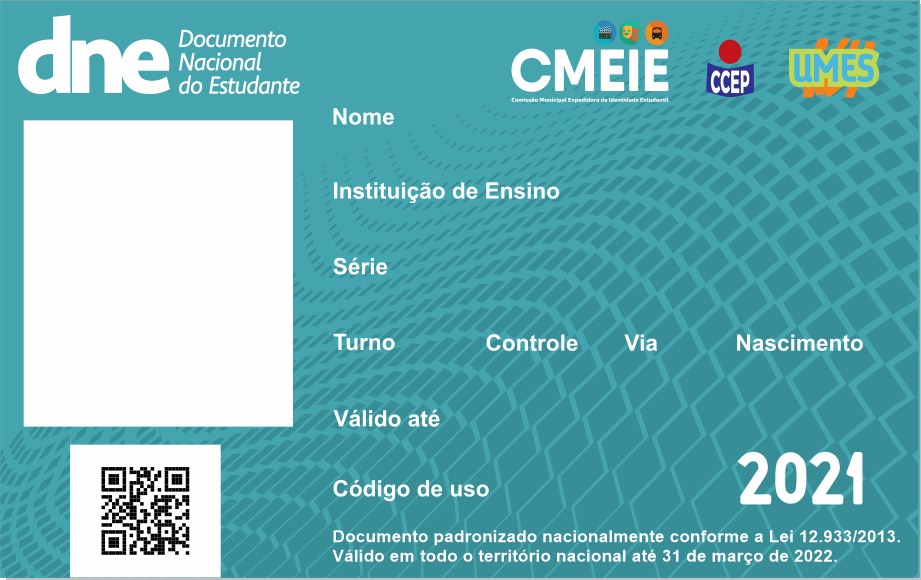 dne
Documento
Nacional
do Estudante
CMEIE
Comissão Municipal Expedidora de Identidade Estudantil
CCEP
UMES
Nome
Instituição de Ensino
Série
Turno Controle Via Nascimento
Válido até
Código de uso
2021
Documento padronizado nacionalmente conforme a Lei 12.933/2013.
Válido em todo o território nacional até 31 de março de 2022.